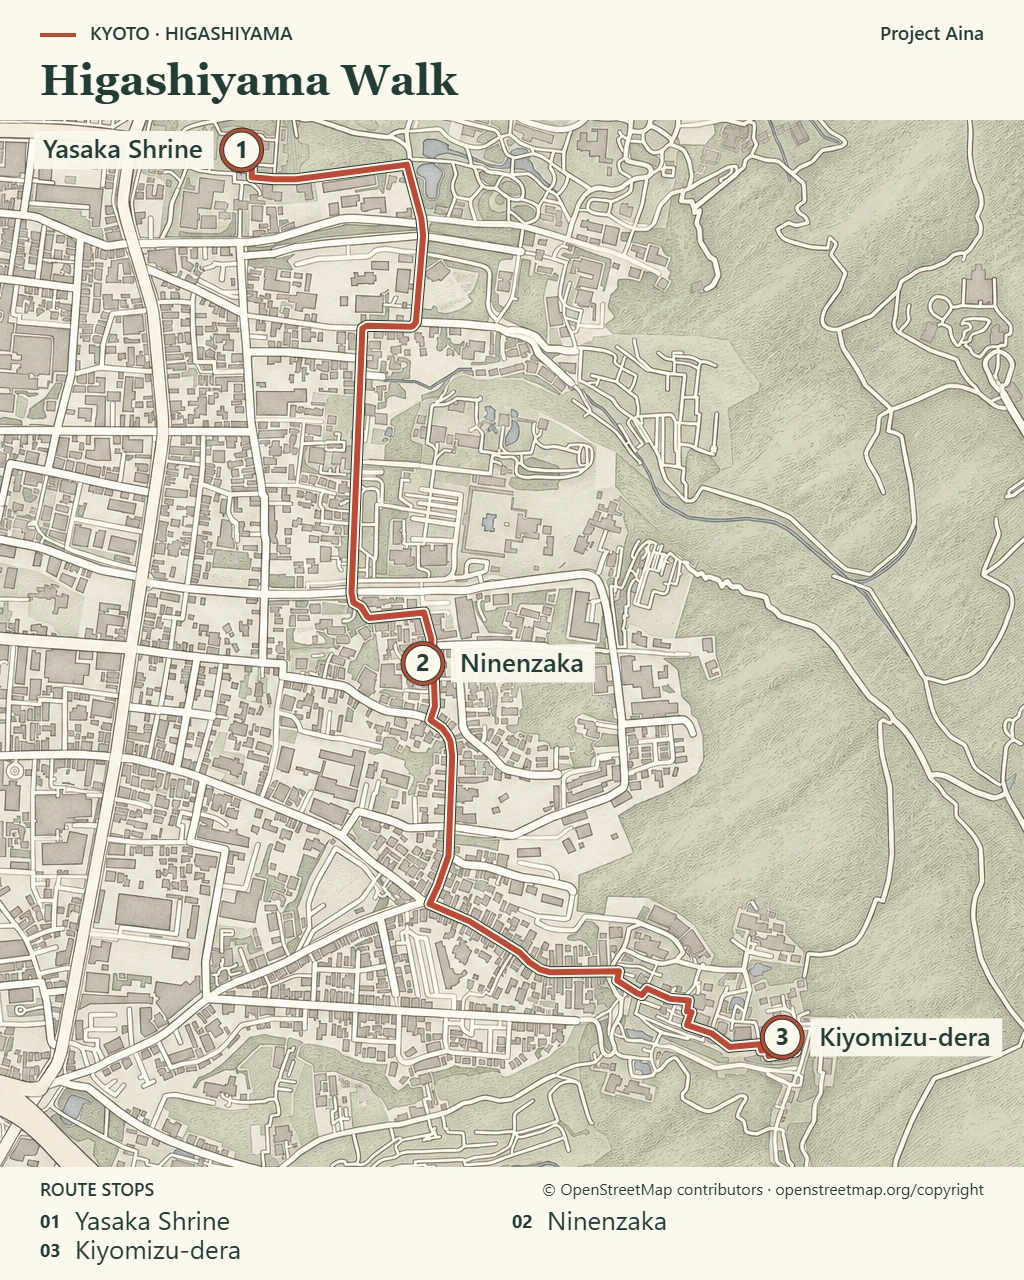 KYOTO · HIGASHIYAMA
Project Aina
Higashiyama Walk
Yasaka Shrine
1
2
Ninenzaka
3
Kiyomizu-dera
ROUTE STOPS
© OpenStreetMap contributors · openstreetmap.org/copyright
01 Yasaka Shrine
02 Ninenzaka
03 Kiyomizu-dera